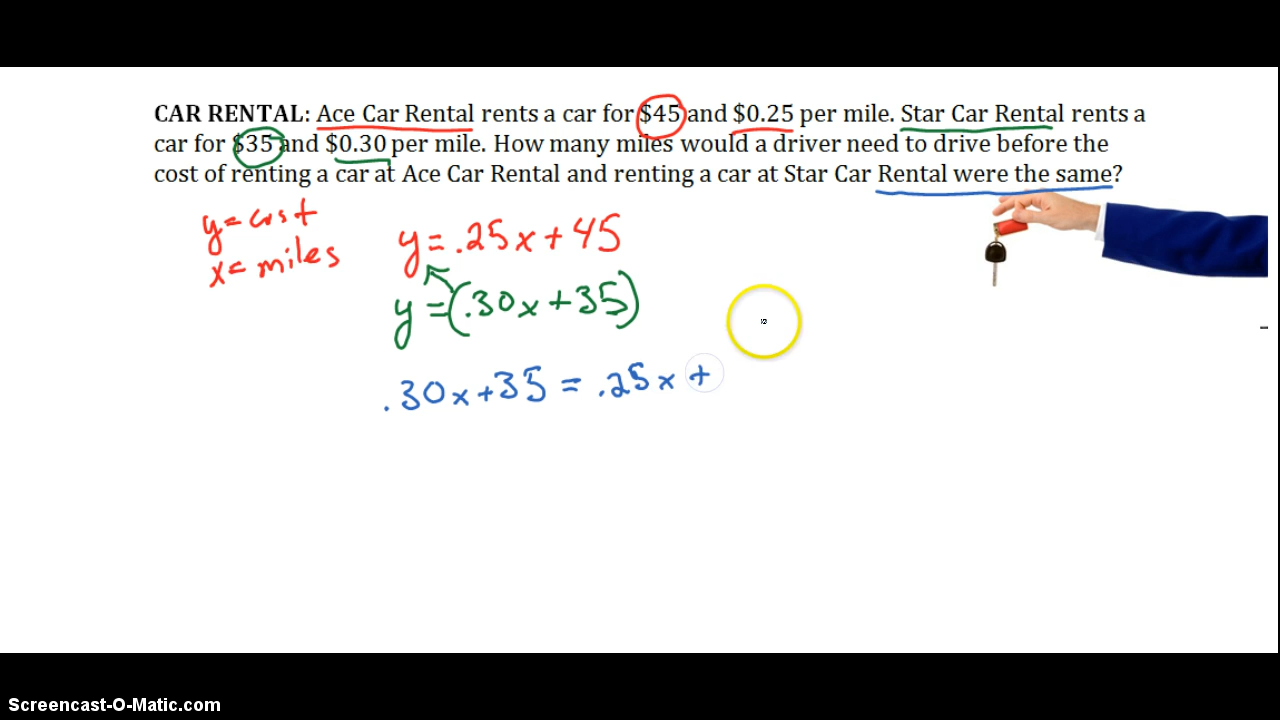 CAR RENTAL: Ace Car Rental rents a car for $45 and $0.25 per mile. Star Car Rental rents a
car for $35 and $0.30 per mile. How many miles would a driver need to drive before the
cost of renting a car at Ace Car Rental and renting a car at Star Car Rental were the same?
y=cost
x=miles
y=.25x+45
y=(.30x+35)
.30x+35=.25x+
Screencast-O-Matic.com